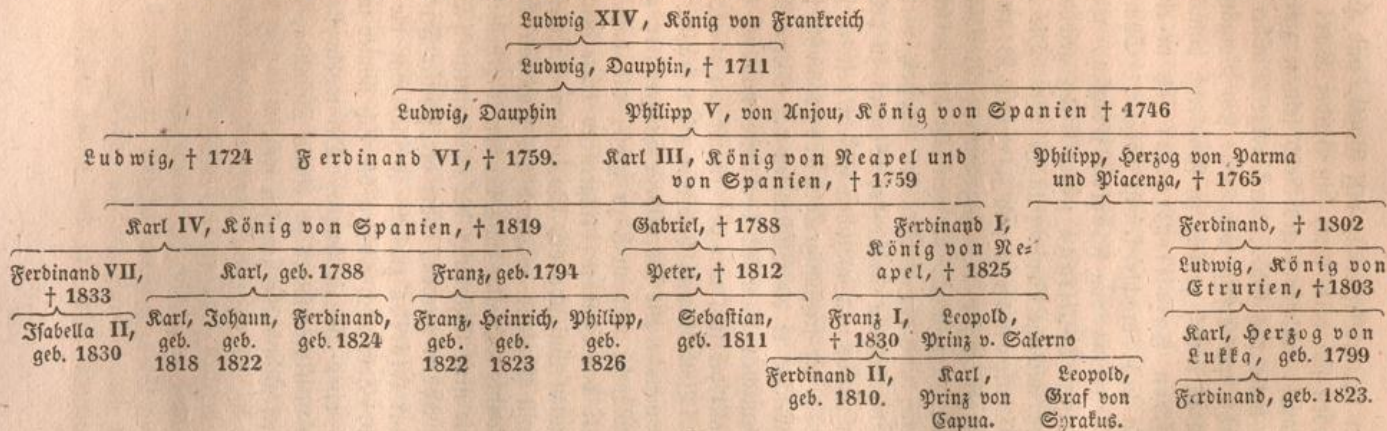 Ludwig XIV, König von Frankreich
Ludwig, Dauphin, † 1711
Ludwig, Dauphin Philipp V, von Anjou, König von Spanien † 1746
Ludwig, † 1724 Ferdinand VI, † 1759. Karl III, König von Neapel und von Spanien, † 1759 Philipp, Herzog von Parma und Piacenza, † 1765
Karl IV, König von Spanien, † 1819
Gabriel, † 1788
Ferdinand I,
König von Ne=
apel, † 1825
Ferdinand, † 1802
Ferdinand VII,
† 1833
Karl, geb. 1788
Franz, geb. 1794
Peter, † 1812
Ludwig, König von
Etrurien, † 1803
Isabella II,
geb. 1830
Karl,
geb.
1818
Johann,
geb.
1822
Ferdinand,
geb. 1824
Franz,
geb.
1822
Heinrich,
geb.
1823
Philipp,
geb.
1826
Sebastian,
geb. 1811
Franz I,
† 1830
Leopold,
Prinz v. Salerno
Karl, Herzog von
Lukka, geb. 1799
Ferdinand II,
geb. 1810.
Karl,
Prinz von
Capua.
Leopold,
Graf von
Syrakus.
Ferdinand, geb. 1823.